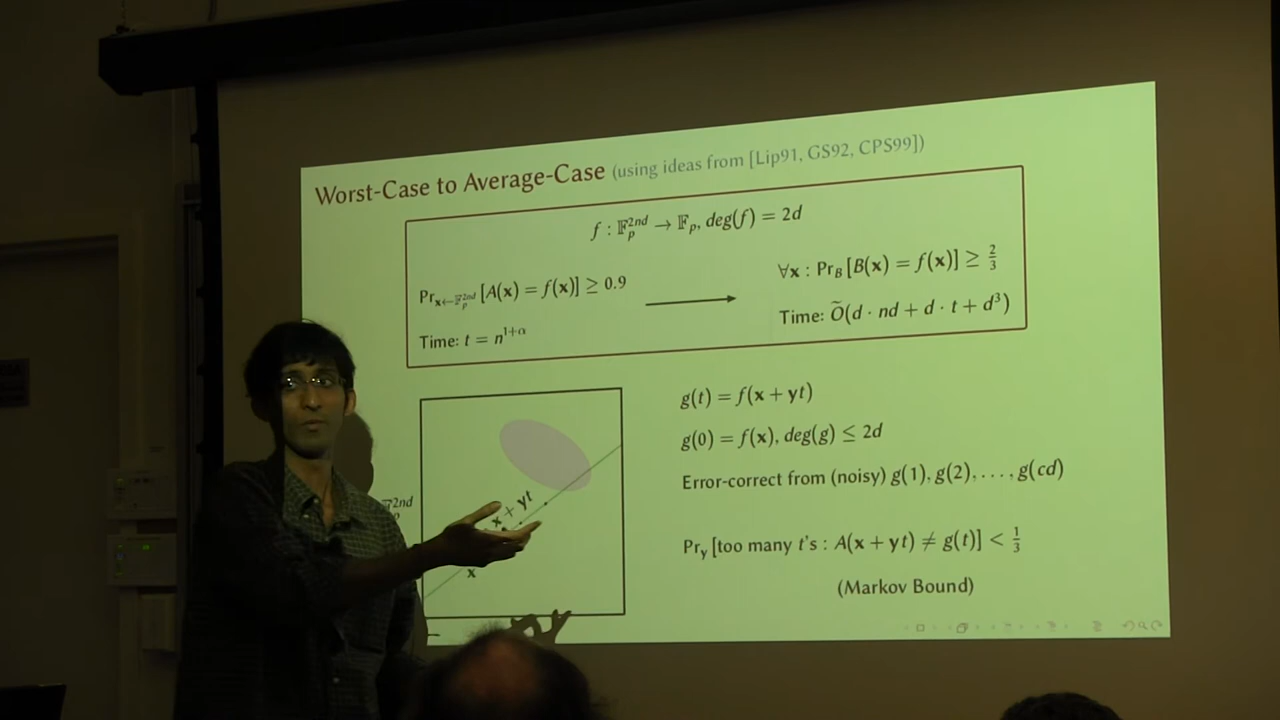 Worst-Case to Average-Case (using ideas from [Lip91, GS92, CPS99])
f : 𝔽_p^{2nd} → 𝔽_p, deg(f) = 2d
Pr_{x←𝔽_p^{2nd}} [A(x) = f(x)] ≥ 0.9
Time: t = n^{1+α}
∀x : Pr_B [B(x) = f(x)] ≥ 2/3
Time: Õ(d · nd + d · t + d³)
x + yt
x
g(t) = f(x + yt)
g(0) = f(x), deg(g) ≤ 2d
Error-correct from (noisy) g(1), g(2), . . . , g(cd)
Pr_y [too many t's : A(x + yt) ≠ g(t)] < 1/3
(Markov Bound)